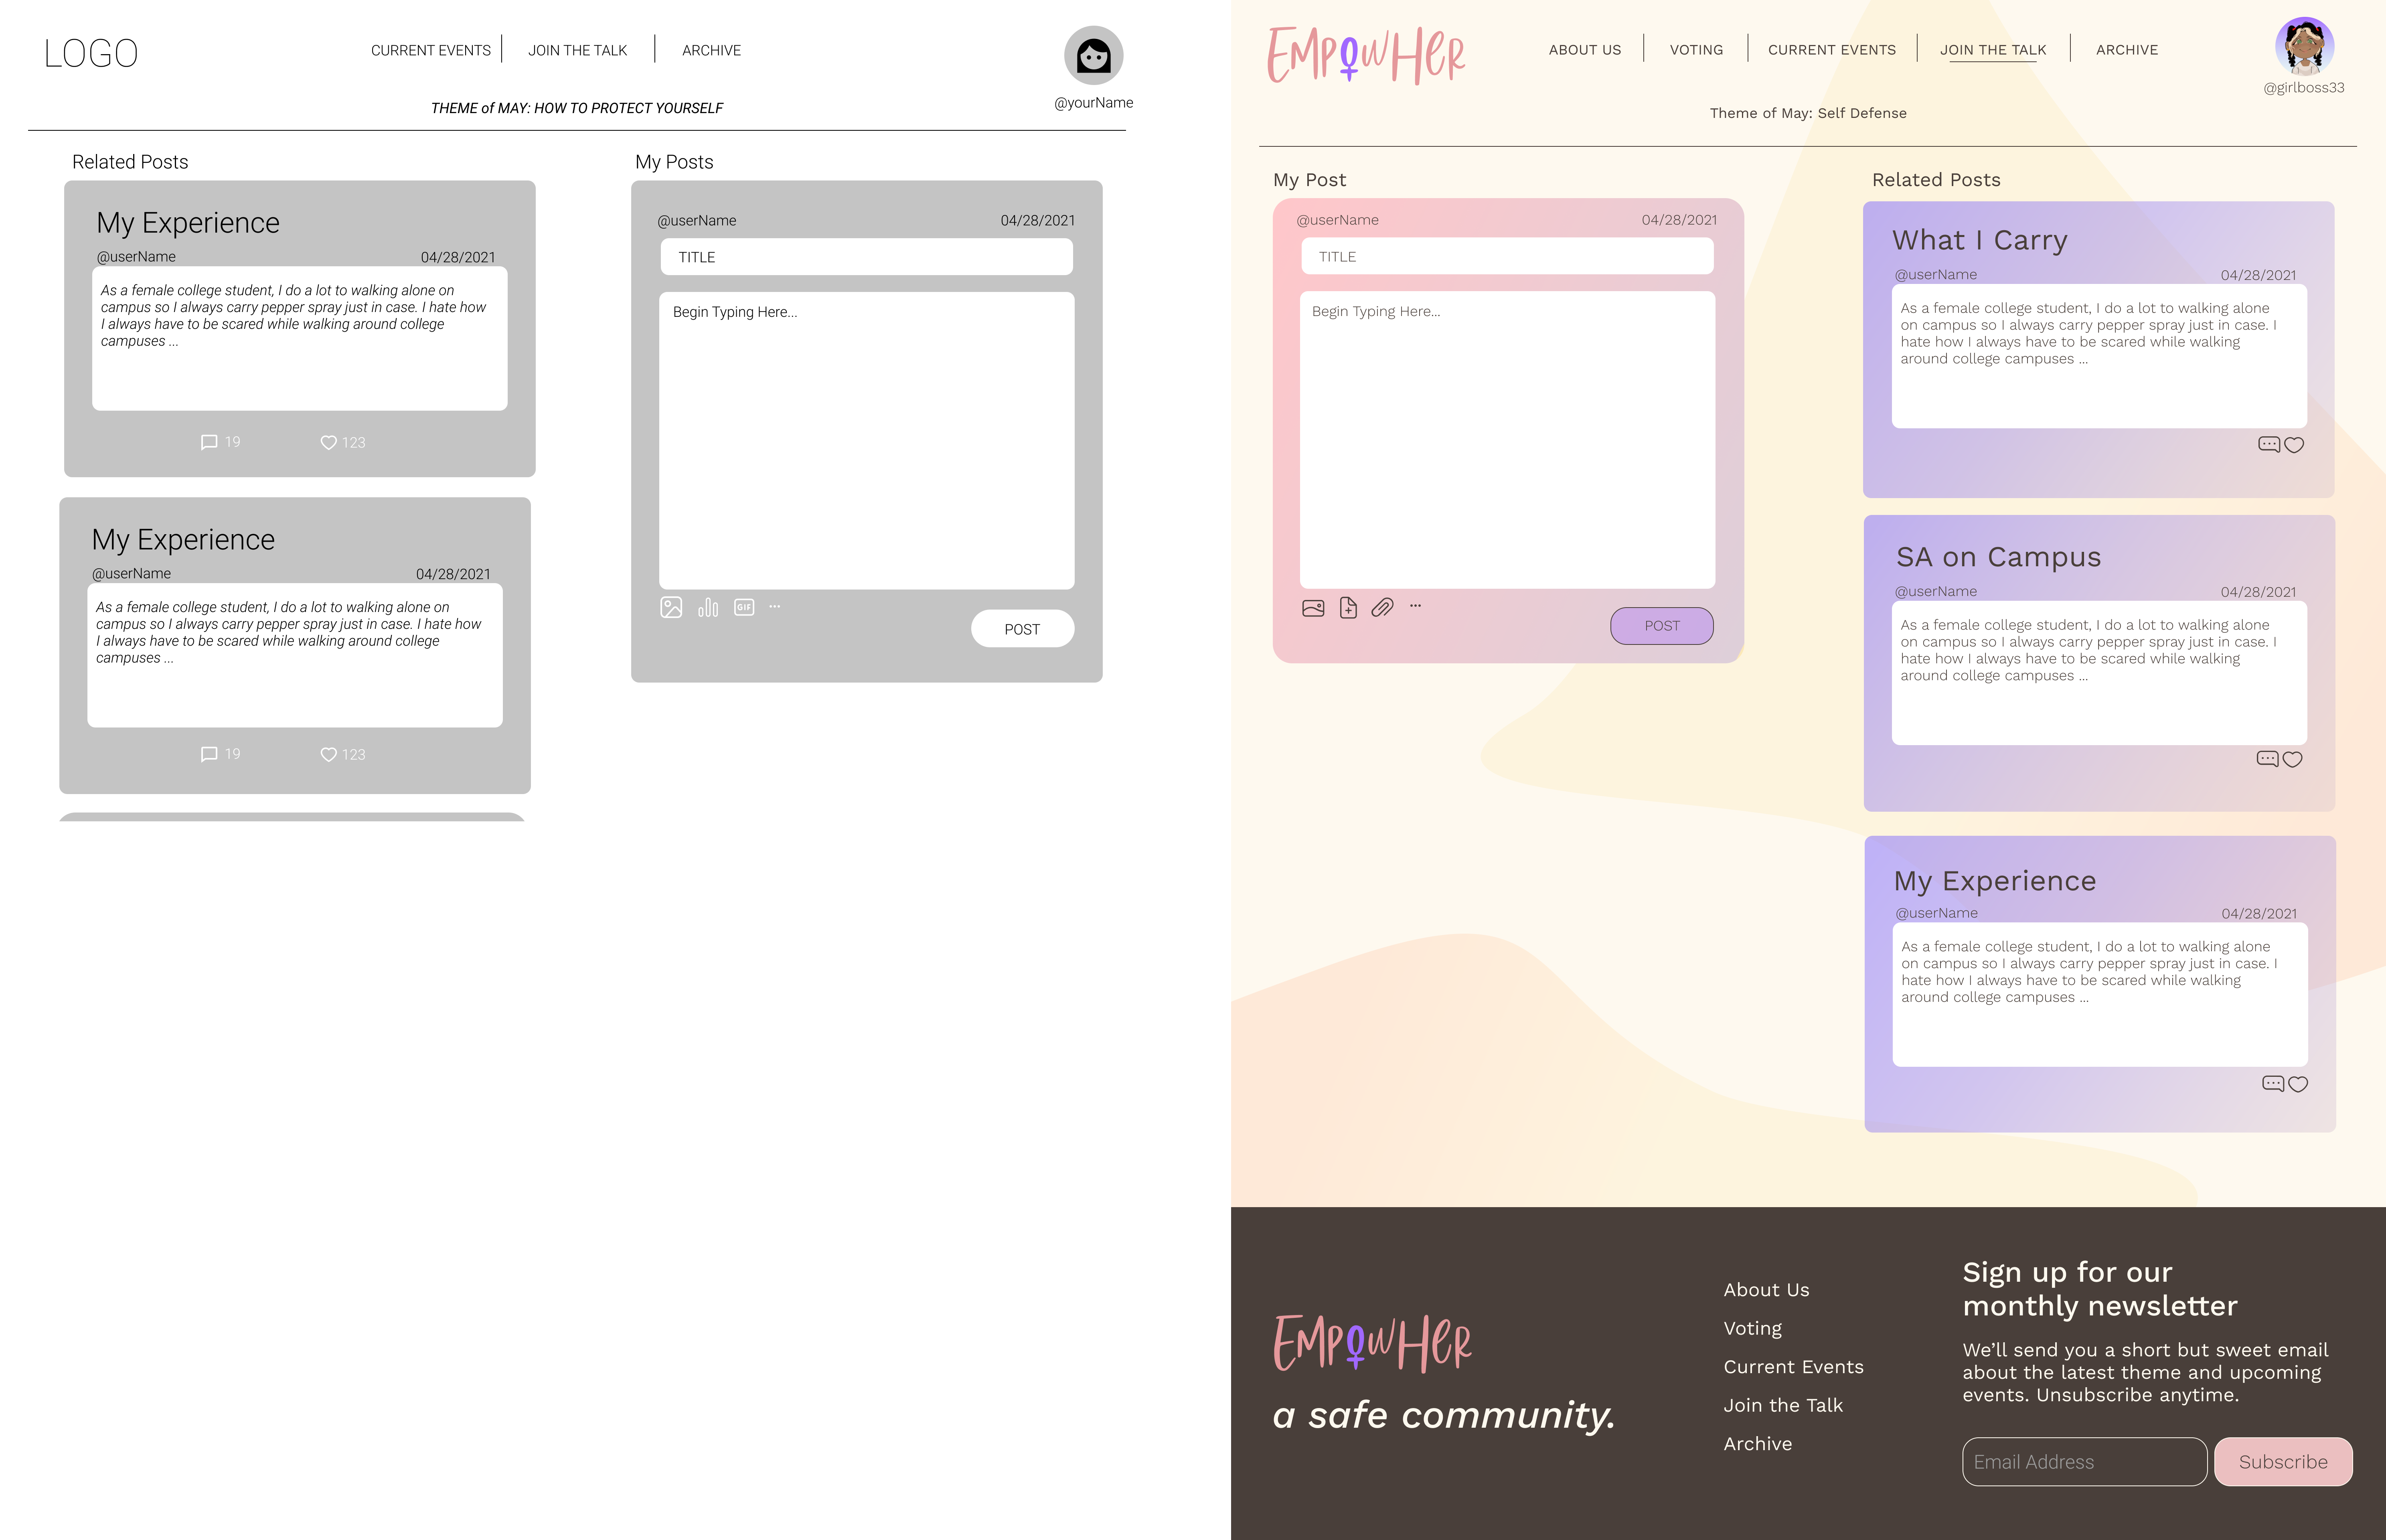 LOGO
CURRENT EVENTS
JOIN THE TALK
ARCHIVE
@yourName
THEME of MAY: HOW TO PROTECT YOURSELF
Related Posts
My Experience
@userName
04/28/2021
As a female college student, I do a lot to walking alone on
campus so I always carry pepper spray just in case. I hate how
I always have to be scared while walking around college
campuses ...
19
123
My Experience
@userName
04/28/2021
As a female college student, I do a lot to walking alone on
campus so I always carry pepper spray just in case. I hate how
I always have to be scared while walking around college
campuses ...
19
123
My Posts
@userName
04/28/2021
TITLE
Begin Typing Here...
GIF
POST
EMPOWHER
ABOUT US
VOTING
CURRENT EVENTS
JOIN THE TALK
ARCHIVE
@girlboss33
Theme of May: Self Defense
My Post
@userName
04/28/2021
TITLE
Begin Typing Here...
POST
Related Posts
What I Carry
@userName
04/28/2021
As a female college student, I do a lot to walking alone
on campus so I always carry pepper spray just in case. I
hate how I always have to be scared while walking
around college campuses ...
SA on Campus
@userName
04/28/2021
As a female college student, I do a lot to walking alone
on campus so I always carry pepper spray just in case. I
hate how I always have to be scared while walking
around college campuses ...
My Experience
@userName
04/28/2021
As a female college student, I do a lot to walking alone
on campus so I always carry pepper spray just in case. I
hate how I always have to be scared while walking
around college campuses ...
EMPOWHER
a safe community.
About Us
Voting
Current Events
Join the Talk
Archive
Sign up for our
monthly newsletter
We'll send you a short but sweet email
about the latest theme and upcoming
events. Unsubscribe anytime.
Email Address
Subscribe